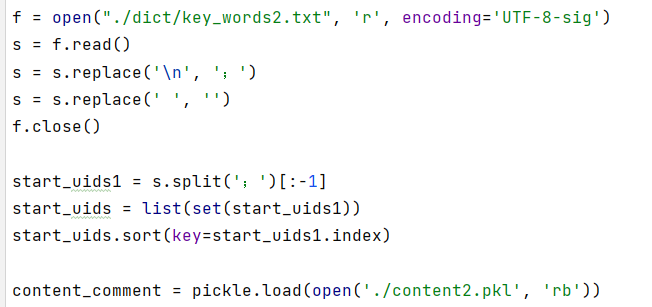 f = open("./dict/key_words2.txt", 'r', encoding='UTF-8-sig')
s = f.read()
s = s.replace('\n', '；')
s = s.replace(' ', '')
f.close()
start_uids1 = s.split('；')[:-1]
start_uids = list(set(start_uids1))
start_uids.sort(key=start_uids1.index)
content_comment = pickle.load(open('./content2.pkl', 'rb'))